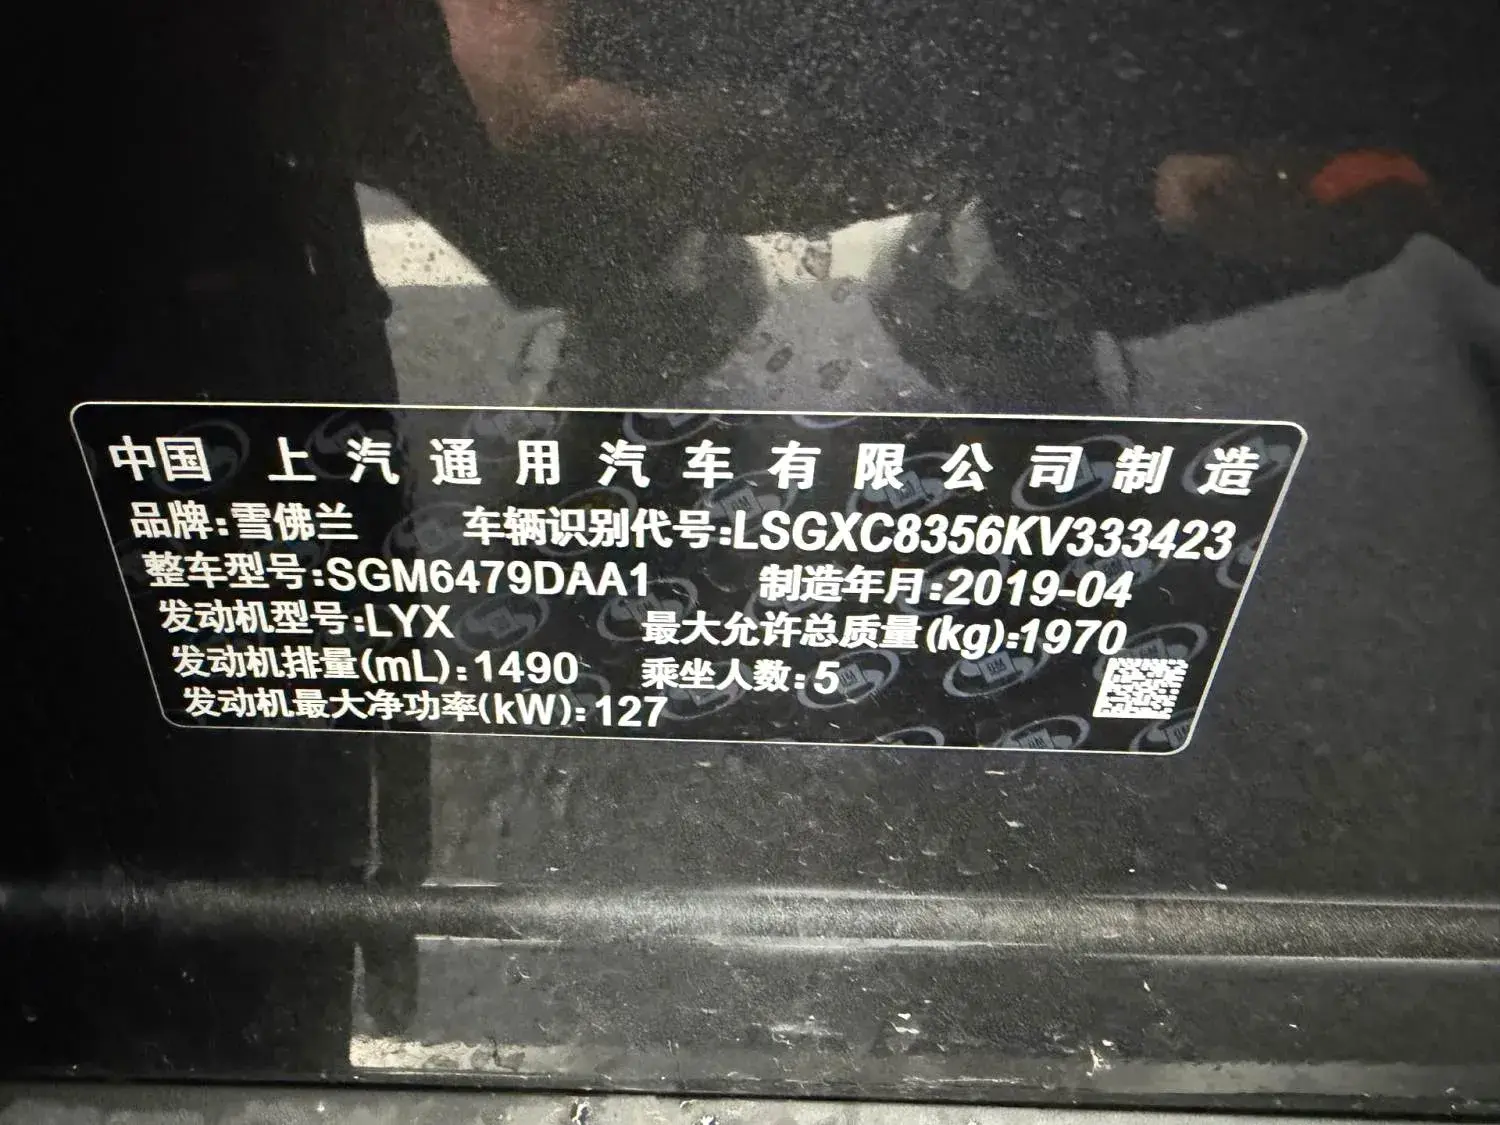 中国 上汽通用汽车有限公司制造
品牌:雪佛兰 车辆识别代号:LSGXC8356KV333423
整车型号:SGM6479DAA1 制造年月:2019-04
发动机型号:LYX 最大允许总质量(kg):1970
发动机排量(mL):1490 乘坐人数:5
发动机最大净功率(kW):127